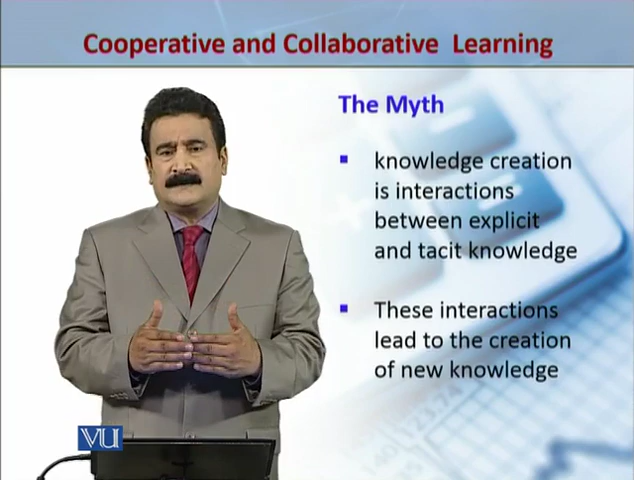 Cooperative and Collaborative Learning
The Myth
knowledge creation
is interactions
between explicit
and tacit knowledge
These interactions
lead to the creation
of new knowledge
VU